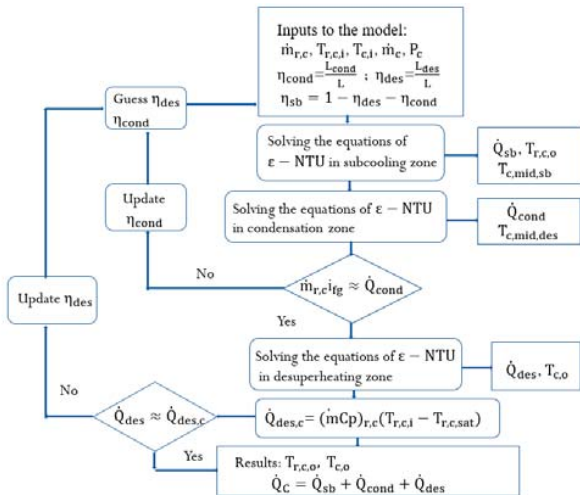 Inputs to the model:
ṁr,c, Tr,c,i, Tc,i, ṁc, Pc
ηcond=Lcond/L ; ηdes=Ldes/L
ηsb = 1 − ηdes − ηcond
Guess ηdes
ηcond
Solving the equations of
ε − NTU in subcooling zone
Q̇sb, Tr,c,o
Tc,mid,sb
Update
ηcond
Solving the equations of ε − NTU
in condensation zone
Q̇cond
Tc,mid,des
No
ṁr,c ifg ≈ Q̇cond
Update ηdes
Yes
Solving the equations of ε − NTU
in desuperheating zone
Q̇des, Tc,o
No
Q̇des ≈ Q̇des,c
Q̇des,c= (ṁCp)r,c(Tr,c,i − Tr,c,sat)
Yes
Results: Tr,c,o, Tc,o
Q̇C = Q̇sb + Q̇cond + Q̇des